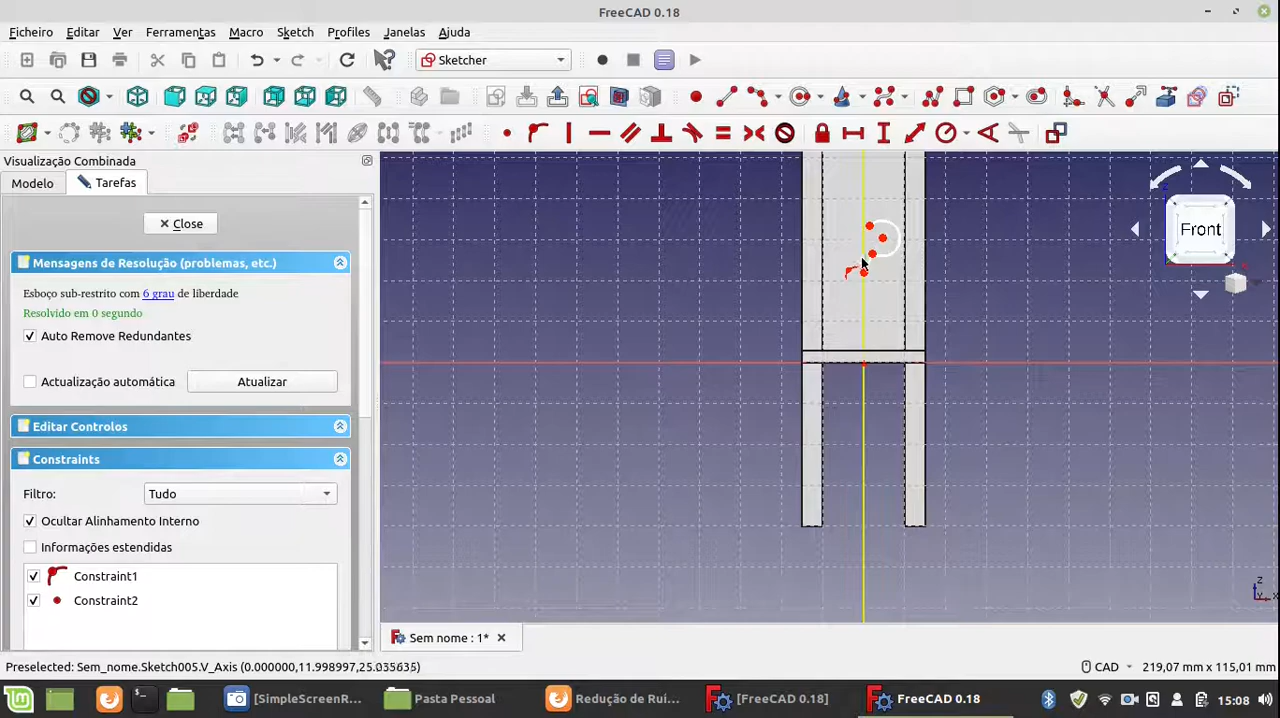 FreeCAD 0.18
Ficheiro Editar Ver Ferramentas Macro Sketch Profiles Janelas Ajuda
Sketcher
Visualização Combinada
Modelo Tarefas
Close
Mensagens de Resolução (problemas, etc.)
Esboço sub-restrito com 6 grau de liberdade
Resolvido em 0 segundo
Auto Remove Redundantes
Actualização automática Atualizar
Editar Controlos
Constraints
Filtro: Tudo
Ocultar Alinhamento Interno
Informações estendidas
Constraint1
Constraint2
Front
z
x
Sem nome : 1*
Preselected: Sem_nome.Sketch005.V_Axis (0.000000,11.998997,25.035635) CAD 219,07 mm x 115,01 mm
[SimpleScreenR... Pasta Pessoal Redução de Ruí... [FreeCAD 0.18] FreeCAD 0.18 15:08